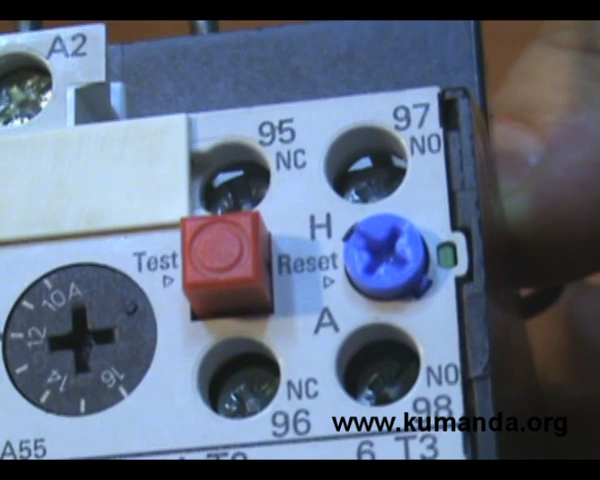 A2
95
NC
97
NO
H
Test
Reset
A
10A
12
14
16
NC
96
NO
98
www.kumanda.org
A55
6 T3